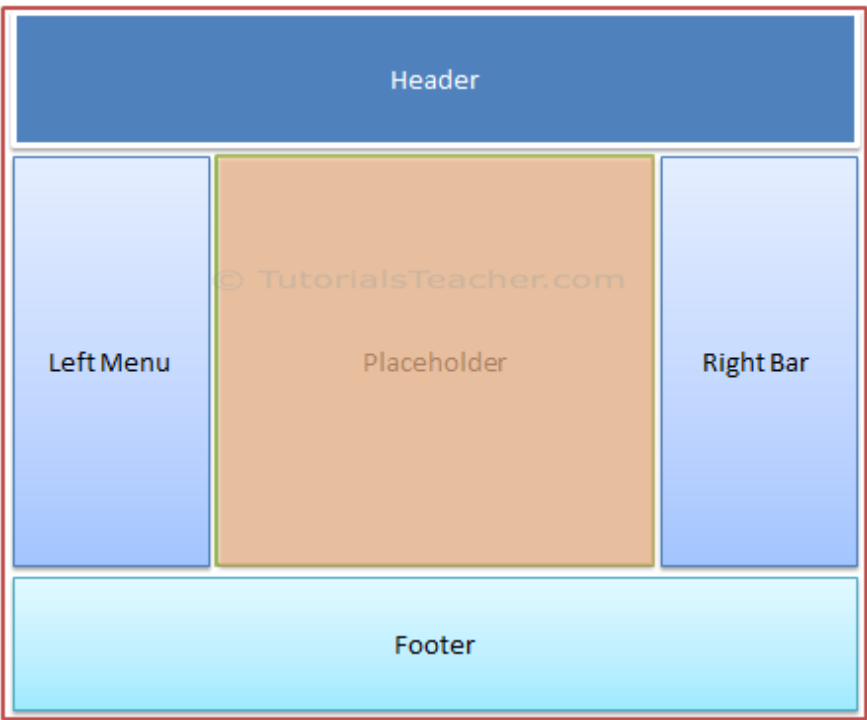 Header
© TutorialsTeacher.com
Left Menu
Placeholder
Right Bar
Footer